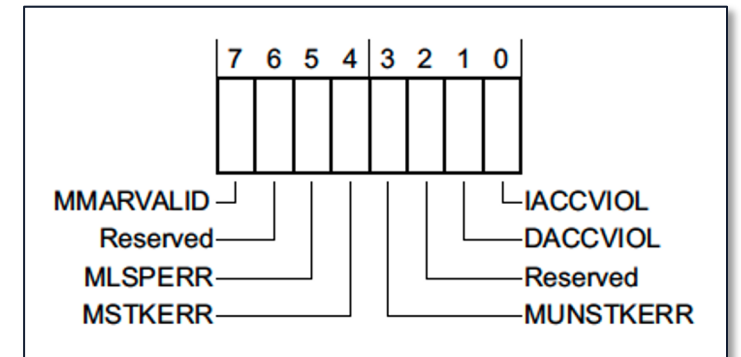 7 6 5 4 3 2 1 0
MMARVALID IACCVIOL
Reserved DACCVIOL
MLSPERR Reserved
MSTKERR MUNSTKERR